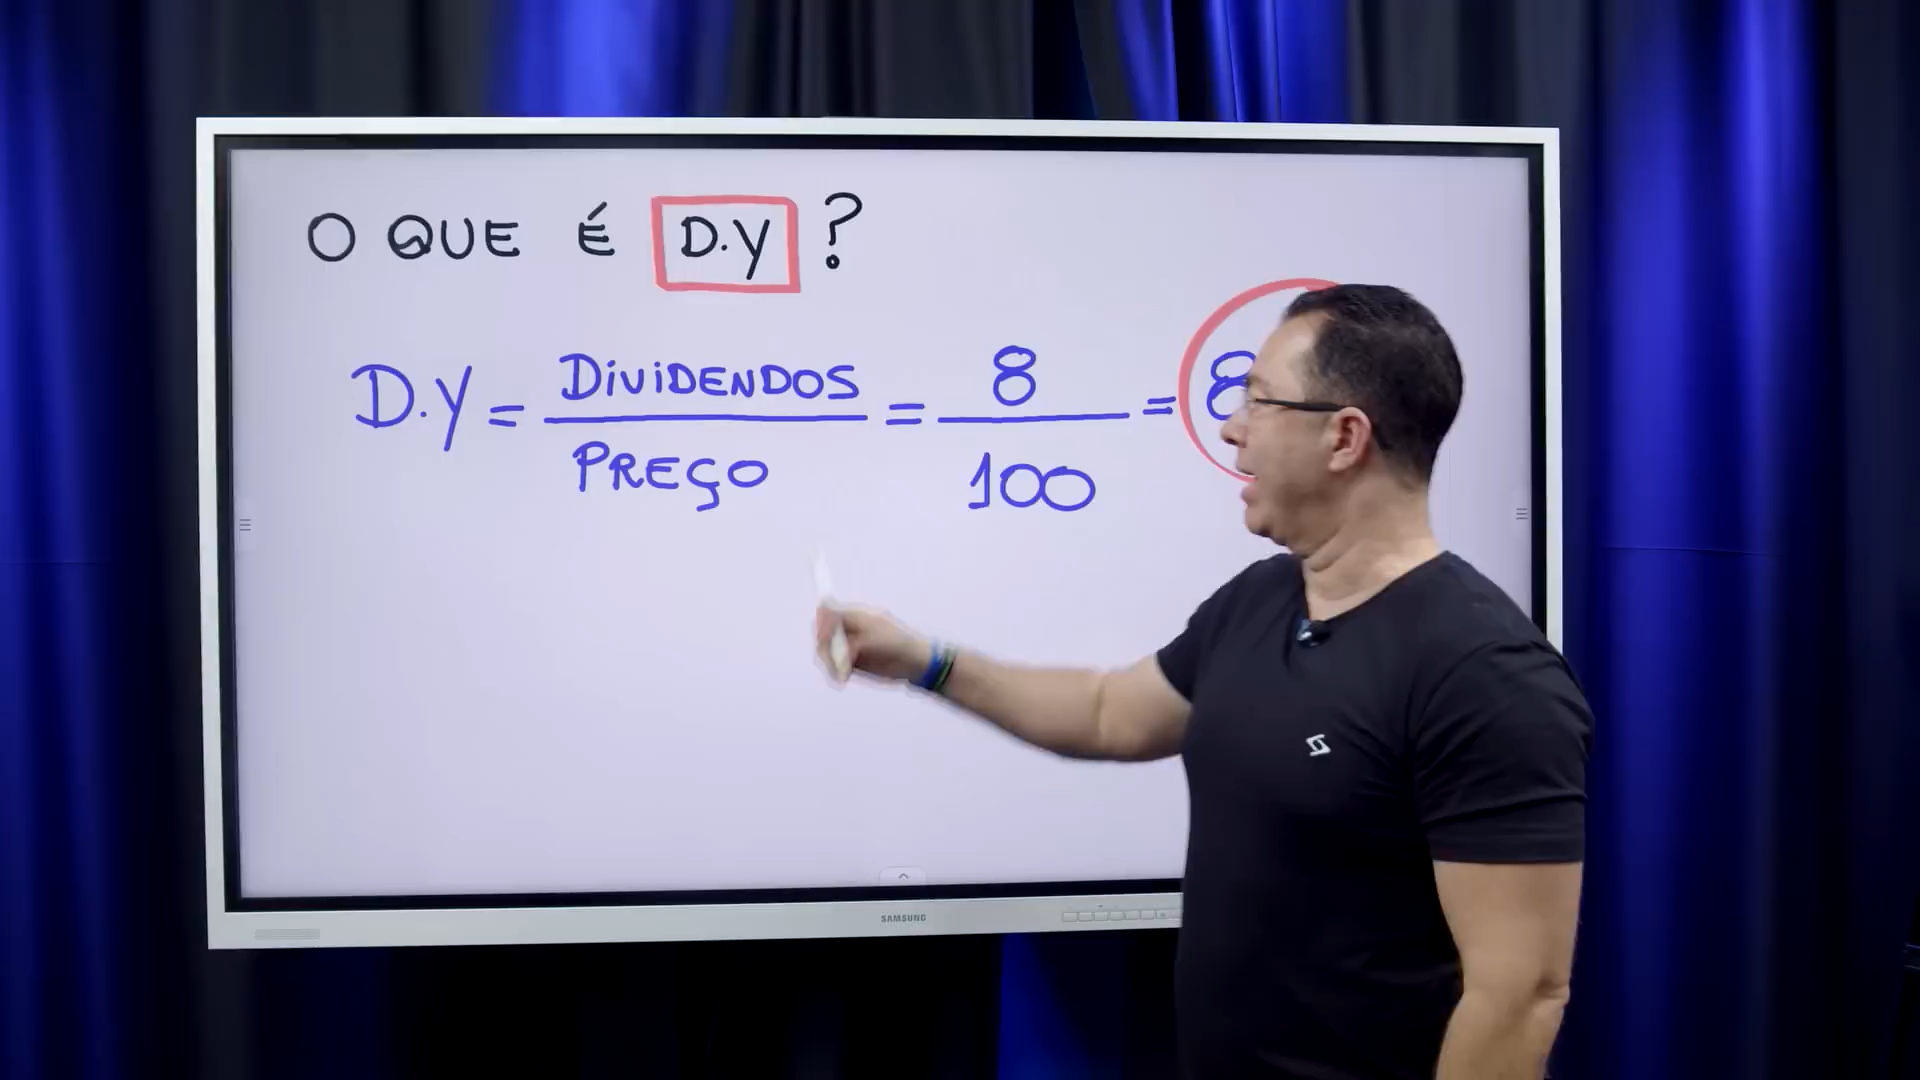 O QUE É D.Y ?
D.Y = DIVIDENDOS / PREÇO = 8 / 100 = 8
SAMSUNG